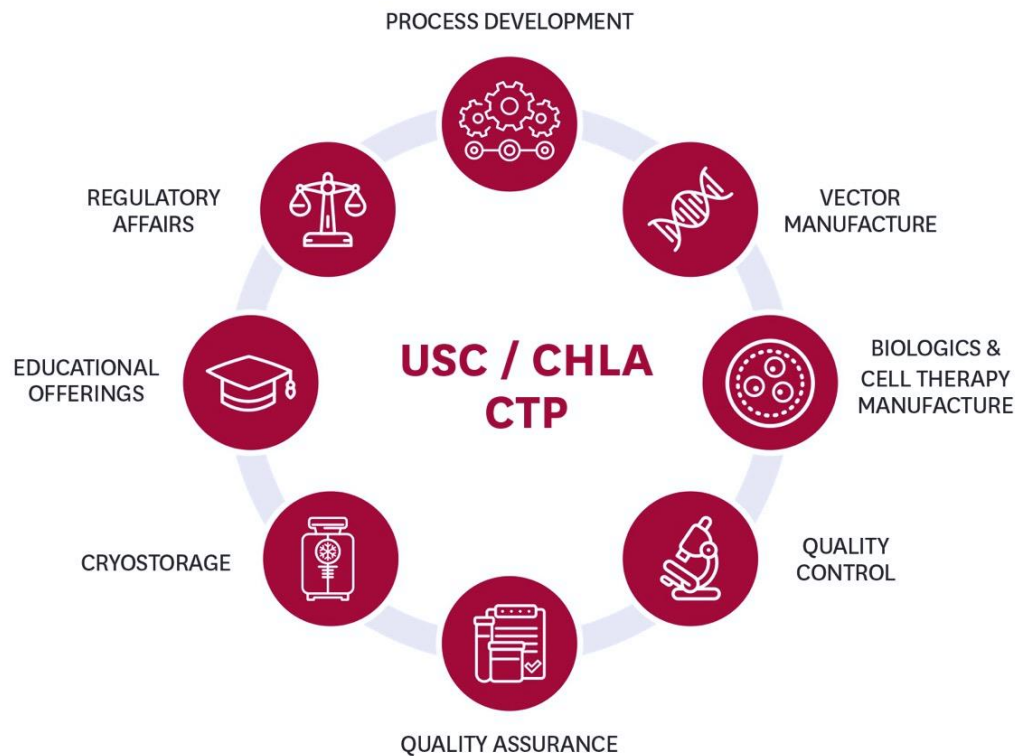 PROCESS DEVELOPMENT
VECTOR
MANUFACTURE
BIOLOGICS &
CELL THERAPY
MANUFACTURE
QUALITY
CONTROL
QUALITY ASSURANCE
CRYOSTORAGE
EDUCATIONAL
OFFERINGS
REGULATORY
AFFAIRS
USC / CHLA
CTP